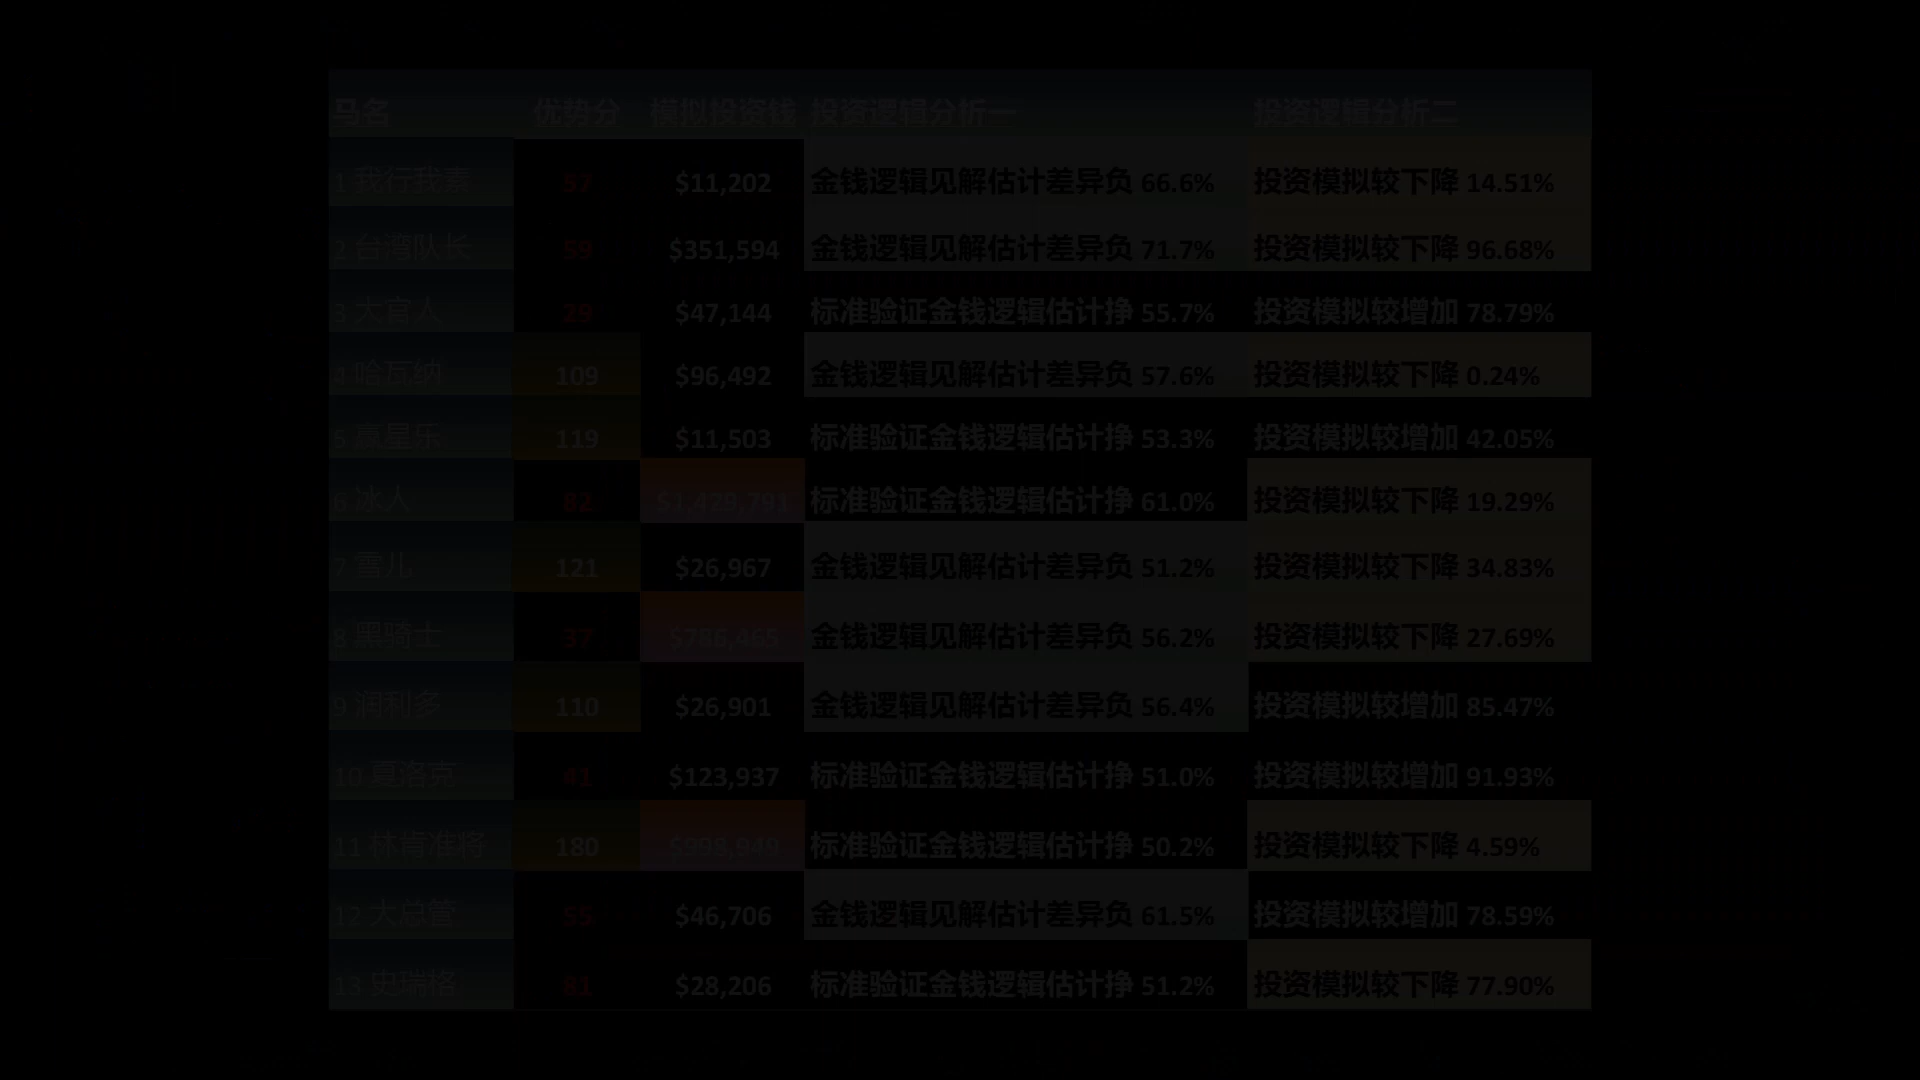 马名 优势分 模拟投资钱 投资逻辑分析一 投资逻辑分析二
1 我行我素 57 $11,202 金钱逻辑见解估计差异负 66.6% 投资模拟较下降 14.51%
2 台湾队长 59 $351,594 金钱逻辑见解估计差异负 71.7% 投资模拟较下降 96.68%
3 大官人 29 $47,144 标准验证金钱逻辑估计挣 55.7% 投资模拟较增加 78.79%
4 哈瓦纳 109 $96,492 金钱逻辑见解估计差异负 57.6% 投资模拟较下降 0.24%
5 豪星乐 119 $11,503 标准验证金钱逻辑估计挣 53.3% 投资模拟较增加 42.05%
6 冰人 82 $1,429,791 标准验证金钱逻辑估计挣 61.0% 投资模拟较下降 19.29%
7 雪儿 121 $26,967 金钱逻辑见解估计差异负 51.2% 投资模拟较下降 34.83%
8 黑骑士 37 $786,465 金钱逻辑见解估计差异负 56.2% 投资模拟较下降 27.69%
9 润利多 110 $26,901 金钱逻辑见解估计差异负 56.4% 投资模拟较增加 85.47%
10 夏洛克 41 $123,937 标准验证金钱逻辑估计挣 51.0% 投资模拟较增加 91.93%
11 林肯准将 180 $998,949 标准验证金钱逻辑估计挣 50.2% 投资模拟较下降 4.59%
12 大总管 55 $46,706 金钱逻辑见解估计差异负 61.5% 投资模拟较增加 78.59%
13 史瑞格 81 $28,206 标准验证金钱逻辑估计挣 51.2% 投资模拟较下降 77.90%